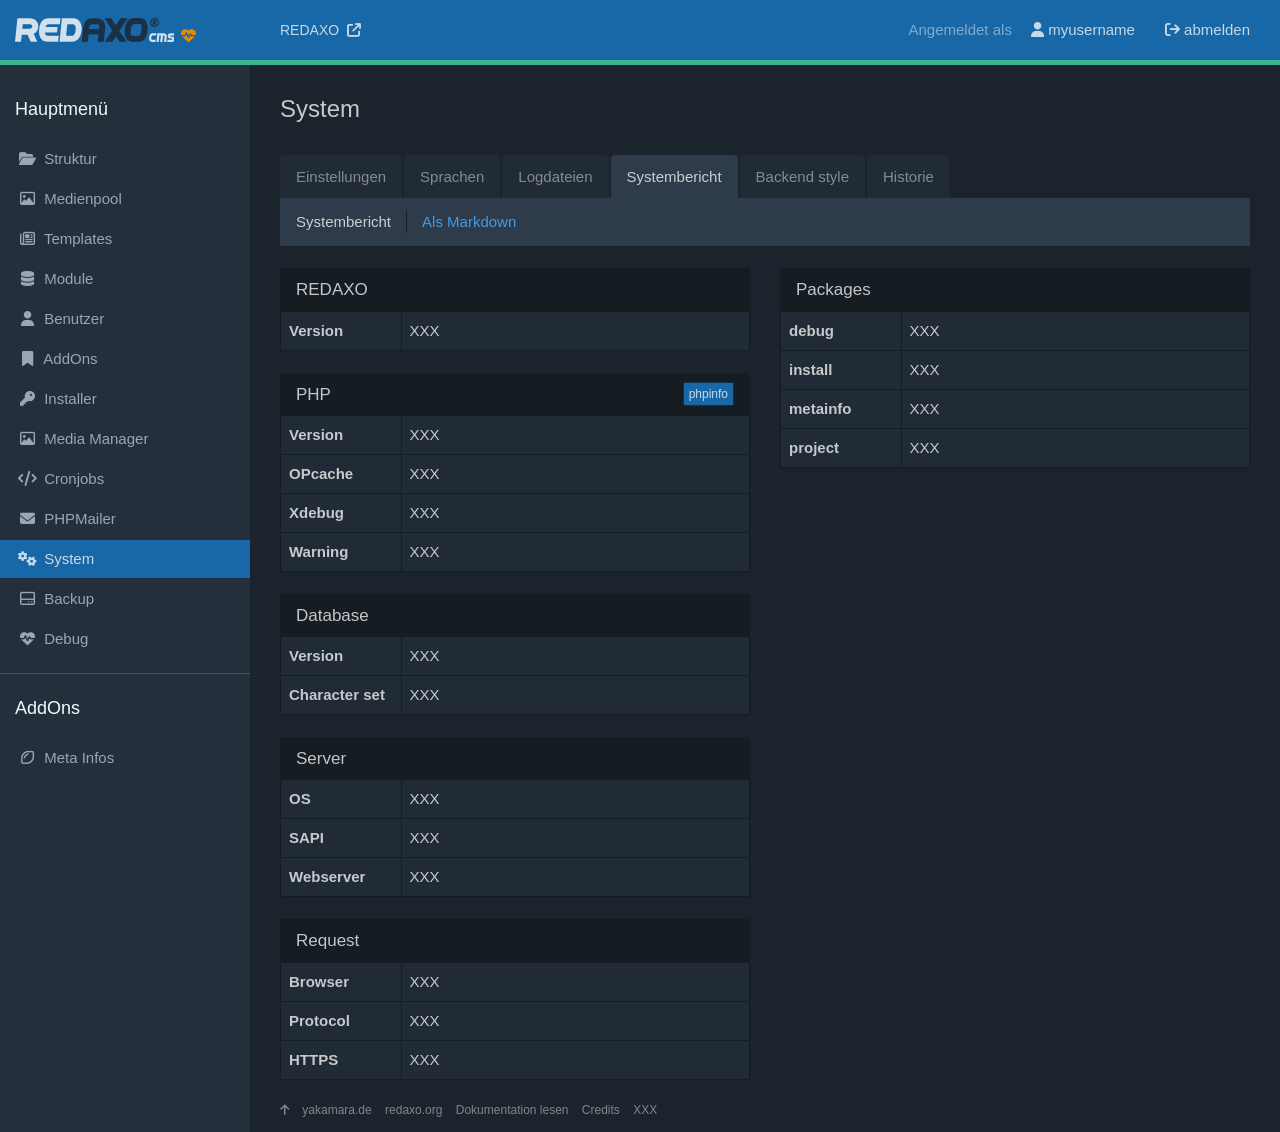 REDAXO® cms
REDAXO
Angemeldet als myusername abmelden
Hauptmenü
Struktur
Medienpool
Templates
Module
Benutzer
AddOns
Installer
Media Manager
Cronjobs
PHPMailer
System
Backup
Debug
AddOns
Meta Infos
System
Einstellungen Sprachen Logdateien Systembericht Backend style Historie
Systembericht Als Markdown
REDAXO
Version XXX
PHP phpinfo
Version XXX
OPcache XXX
Xdebug XXX
Warning XXX
Database
Version XXX
Character set XXX
Server
OS XXX
SAPI XXX
Webserver XXX
Request
Browser XXX
Protocol XXX
HTTPS XXX
Packages
debug XXX
install XXX
metainfo XXX
project XXX
yakamara.de redaxo.org Dokumentation lesen Credits XXX